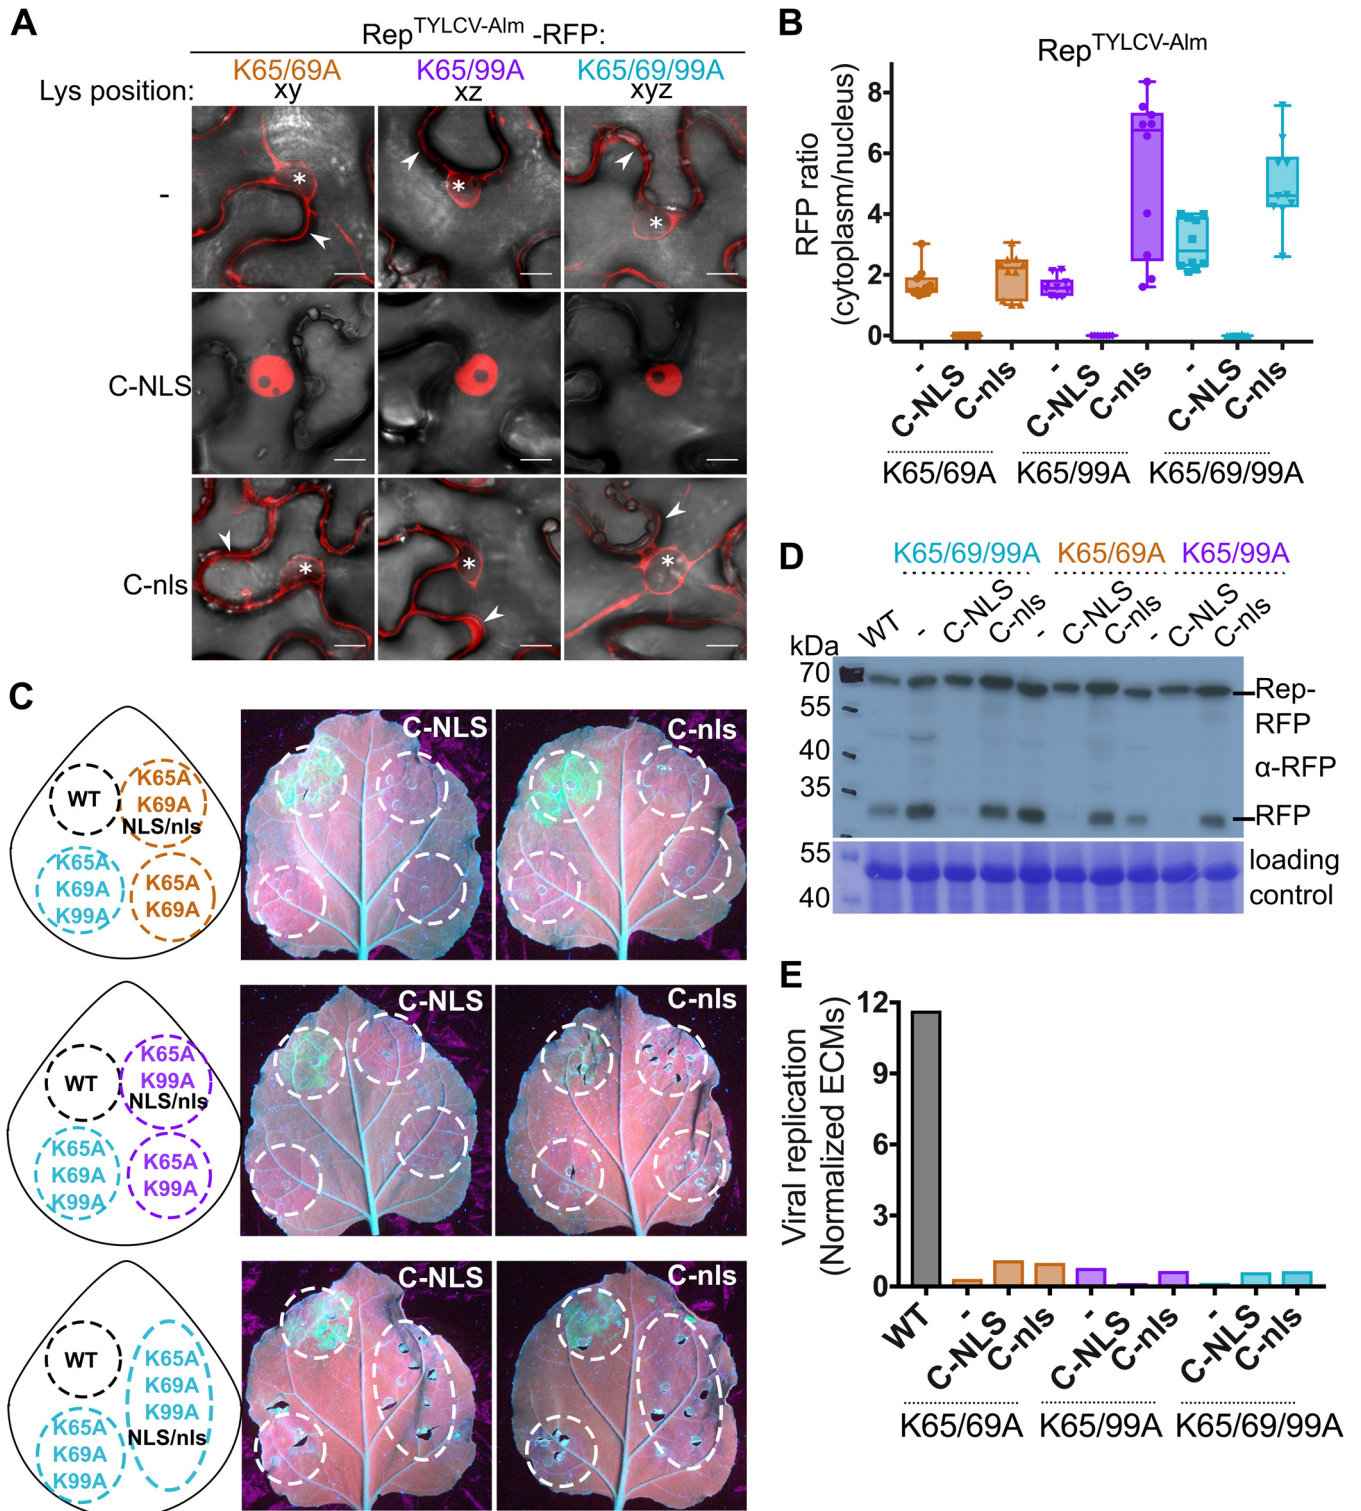 A
Rep^TYLCV-Alm -RFP:
K65/69A K65/99A K65/69/99A
Lys position: xy xz xyz
-
*
*
*
C-NLS
C-nls
*
*
*
B
Rep^TYLCV-Alm
RFP ratio
(cytoplasm/nucleus)
8
6
4
2
0
- C-NLS C-nls - C-NLS C-nls - C-NLS C-nls
K65/69A K65/99A K65/69/99A
C
WT
K65A
K69A
NLS/nls
K65A
K69A
K99A
K65A
K69A
C-NLS
C-nls
WT
K65A
K99A
NLS/nls
K65A
K69A
K99A
K65A
K99A
C-NLS
C-nls
WT
K65A
K69A
K99A
NLS/nls
K65A
K69A
K99A
C-NLS
C-nls
D
K65/69/99A K65/69A K65/99A
WT - C-NLS C-nls - C-NLS C-nls - C-NLS C-nls
kDa
70
55
40
35
55
40
Rep-
RFP
α-RFP
RFP
loading
control
E
Viral replication
(Normalized ECMs)
12
9
6
3
0
WT - C-NLS C-nls - C-NLS C-nls - C-NLS C-nls
K65/69A K65/99A K65/69/99A